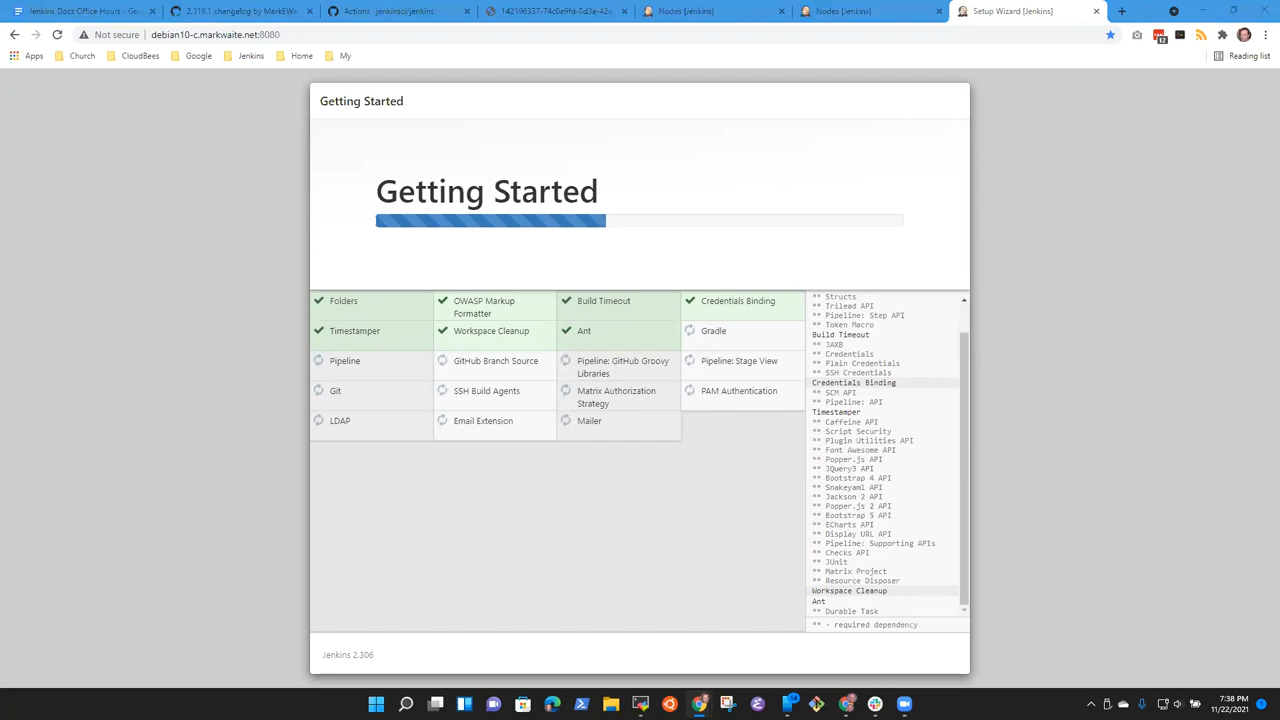 Jenkins Docs Office Hours - Goo
2.319.1 changelog by MarkEWa
Actions · jenkinsci/jenkins
142196337-74c0a9fd-0d3e-42e
Nodes [Jenkins]
Nodes [Jenkins]
Setup Wizard [Jenkins]
Not secure
debian10-c.markwaite.net:8080
12
Apps
Church
CloudBees
Google
Jenkins
Home
My
Reading list
Getting Started
Getting Started
Folders
OWASP Markup
Formatter
Build Timeout
Credentials Binding
Timestamper
Workspace Cleanup
Ant
Gradle
Pipeline
GitHub Branch Source
Pipeline: GitHub Groovy
Libraries
Pipeline: Stage View
Git
SSH Build Agents
Matrix Authorization
Strategy
PAM Authentication
LDAP
Email Extension
Mailer
** Structs
** Trilead API
** Pipeline: Step API
** Token Macro
Build Timeout
** JAXB
** Credentials
** Plain Credentials
** SSH Credentials
Credentials Binding
** SCM API
** Pipeline: API
Timestamper
** Caffeine API
** Script Security
** Plugin Utilities API
** Font Awesome API
** Popper.js API
** JQuery3 API
** Bootstrap 4 API
** Snakeyaml API
** Jackson 2 API
** Popper.js 2 API
** Bootstrap 5 API
** ECharts API
** Display URL API
** Pipeline: Supporting APIs
** Checks API
** JUnit
** Matrix Project
** Resource Disposer
Workspace Cleanup
Ant
** Durable Task
** - required dependency
Jenkins 2.306
7:38 PM
11/22/2021